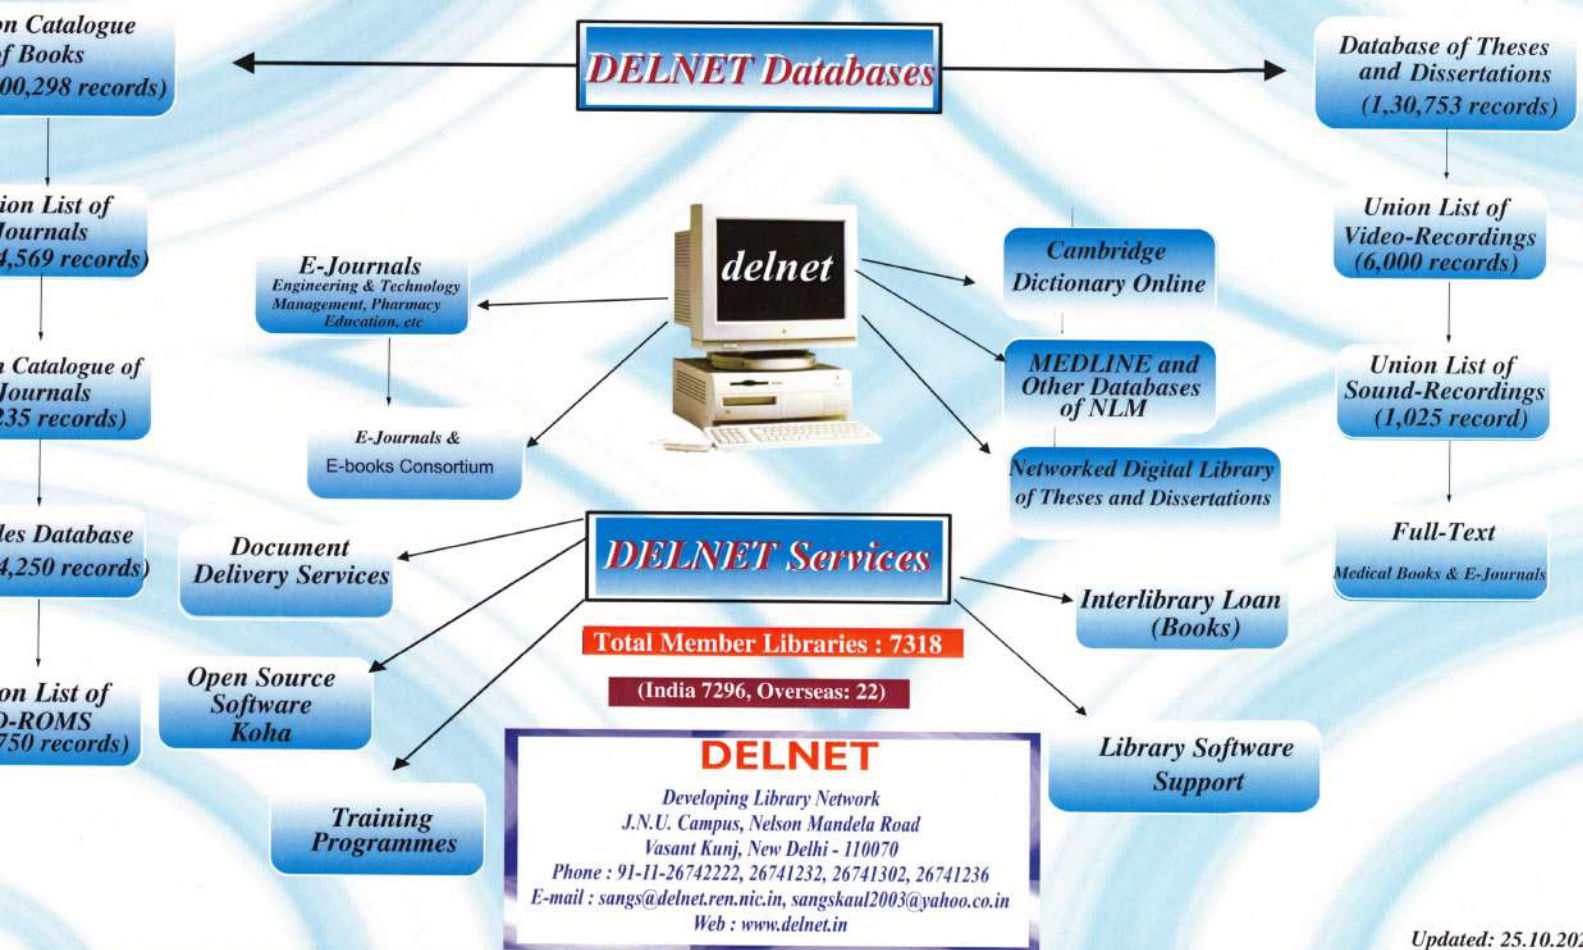 DELNET Databases
on Catalogue
of Books
00,298 records)
ion List of
Journals
4,569 records)
Catalogue of
Journals
235 records)
les Database
4,250 records)
on List of
D-ROMS
750 records)
Database of Theses
and Dissertations
(1,30,753 records)
Union List of
Video-Recordings
(6,000 records)
Union List of
Sound-Recordings
(1,025 record)
Full-Text
Medical Books & E-Journals
delnet
E-Journals
Engineering & Technology
Management, Pharmacy
Education, etc
E-Journals &
E-books Consortium
Cambridge
Dictionary Online
MEDLINE and
Other Databases
of NLM
Networked Digital Library
of Theses and Dissertations
DELNET Services
Document
Delivery Services
Open Source
Software
Koha
Training
Programmes
Interlibrary Loan
(Books)
Library Software
Support
Total Member Libraries : 7318
(India 7296, Overseas: 22)
DELNET
Developing Library Network
J.N.U. Campus, Nelson Mandela Road
Vasant Kunj, New Delhi - 110070
Phone : 91-11-26742222, 26741232, 26741302, 26741236
E-mail : sangs@delnet.ren.nic.in, sangskaul2003@yahoo.co.in
Web : www.delnet.in
Updated: 25.10.202